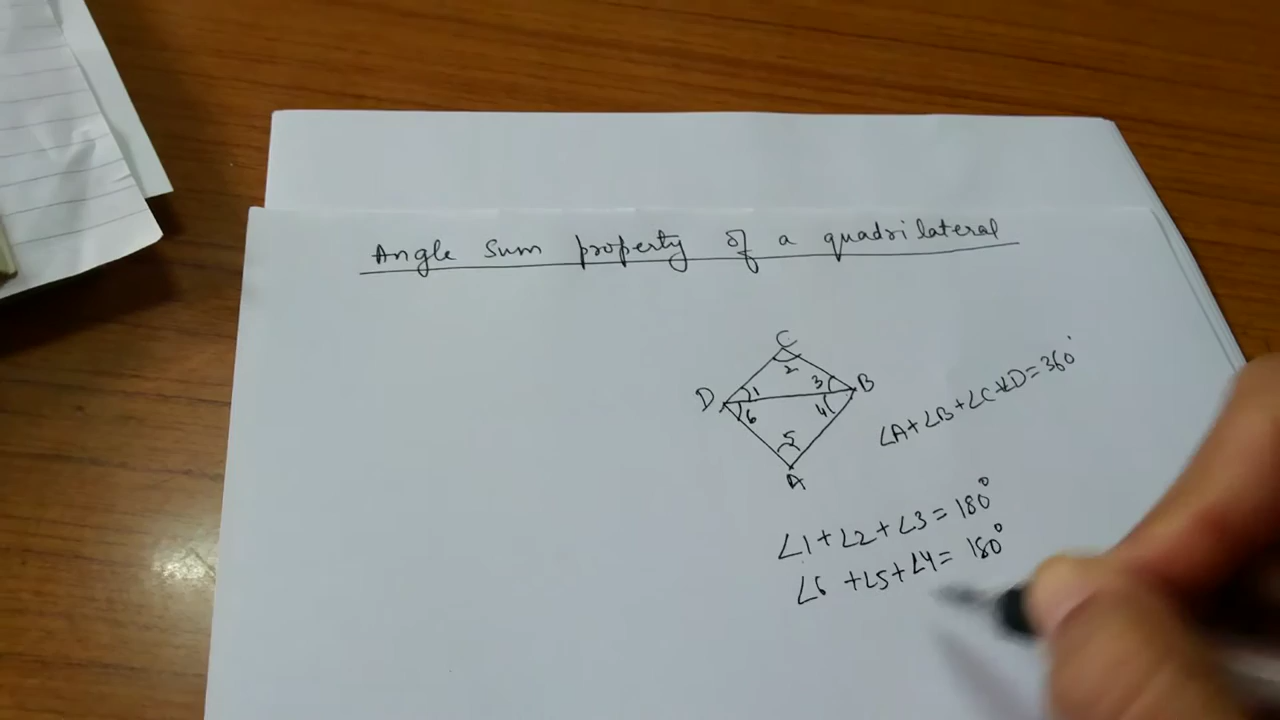 Angle Sum property of a quadrilateral
C
2
D 1 3 B
6 4
5
A
∠A+∠B+∠C+∠D=360°
∠1+∠2+∠3=180°
∠6+∠5+∠4=180°